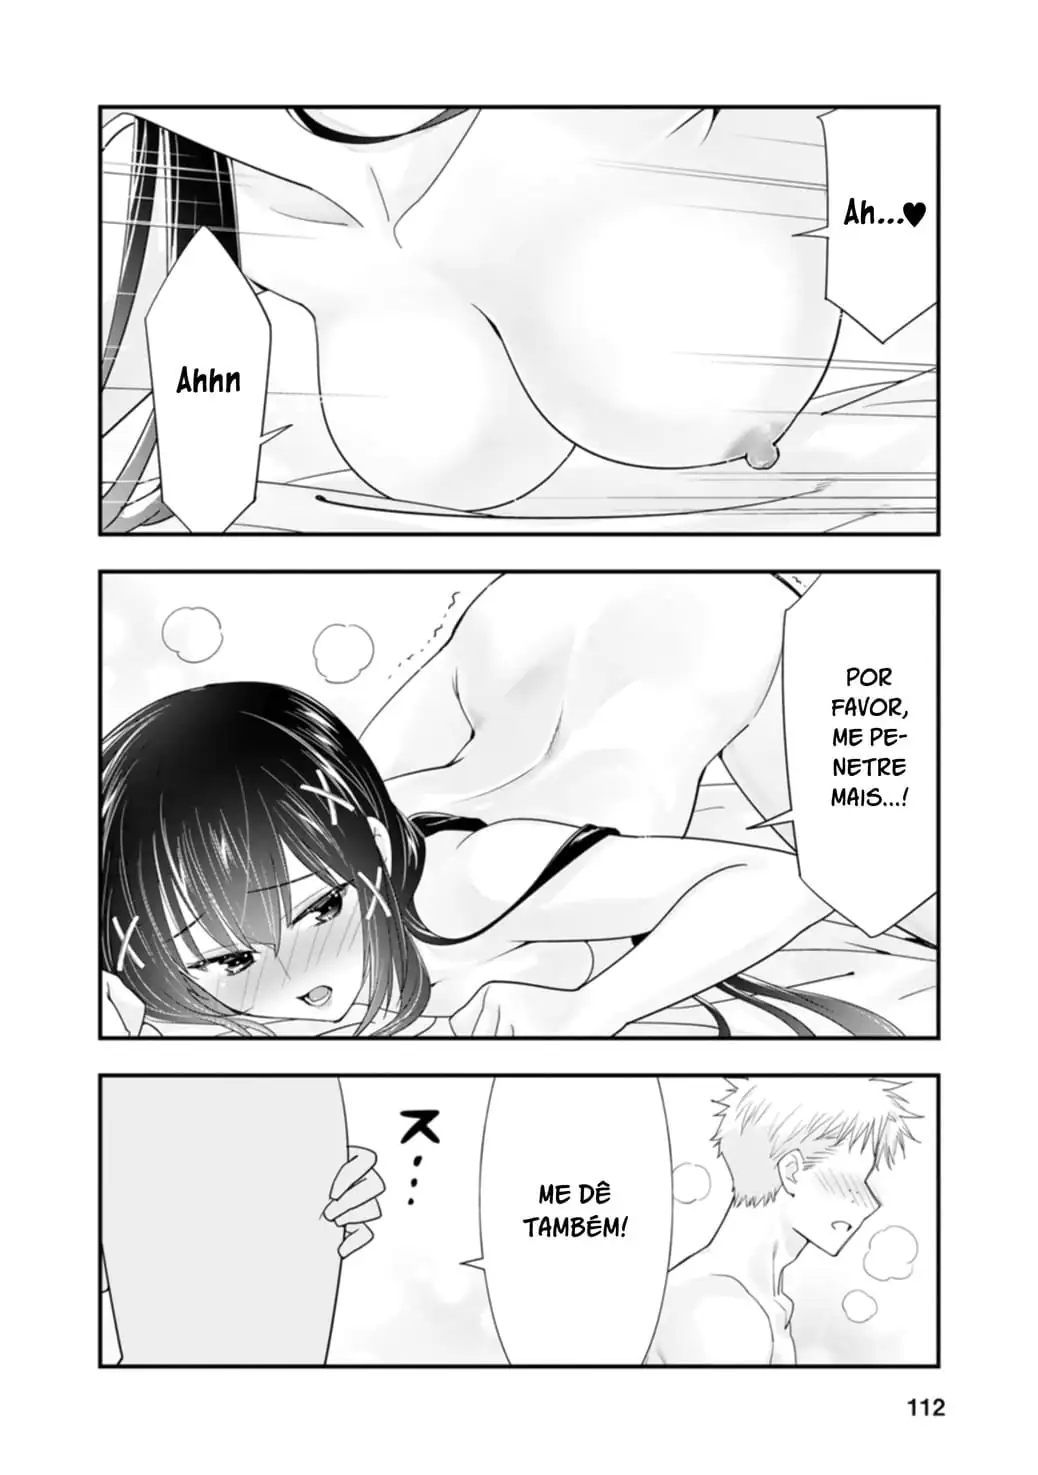 Ah...♥
Ahhn
POR
FAVOR,
ME PE-
NETRE
MAIS...!
ス...
ME DÊ
TAMBÉM!
112